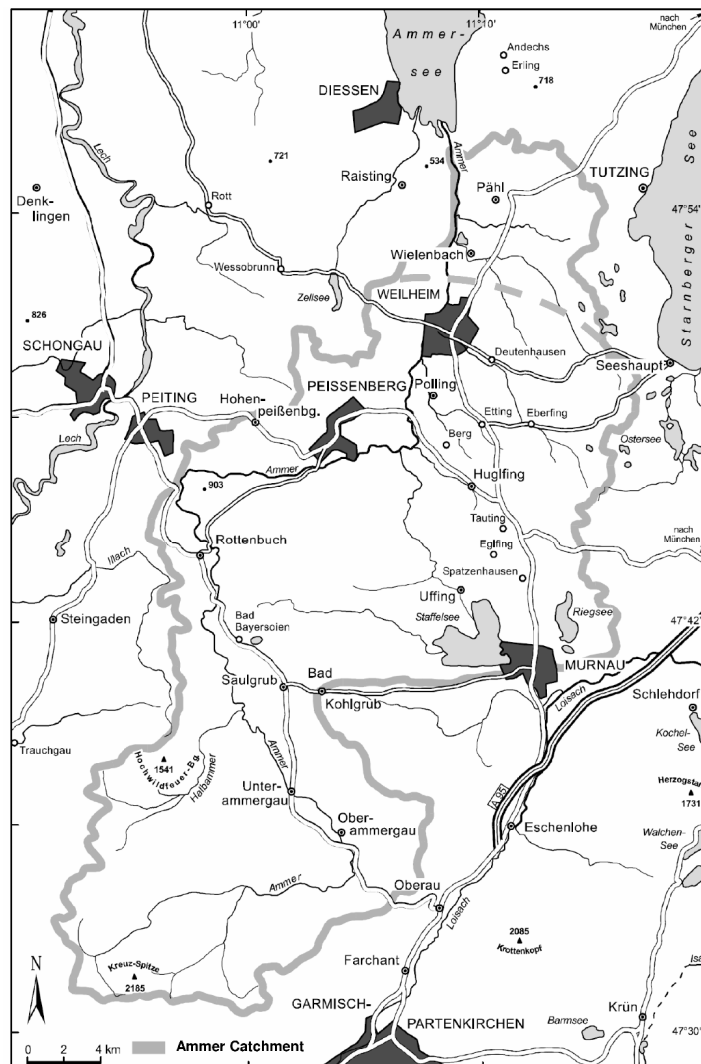 11°00'
11°10'
nach
München
Ammer-
see
Andechs
Erling
718
DIESSEN
Lech
Ammer
721
534
Raisting
Pähl
TUTZING
Starnberger See
Denk-
lingen
Rott
47°54'
Wielenbach
Wessobrunn
Zellsee
WEILHEIM
826
SCHONGAU
Deutenhausen
Seeshaupt
PEITING
Hohen-
peißenbg.
PEISSENBERG
Polling
Etting
Eberfing
Berg
Ostersee
Lech
Ammer
903
Huglfing
Tauting
nach
München
Rottenbuch
Eglfing
Illach
Spatzenhausen
Uffing
Staffelsee
Riegsee
Steingaden
47°42'
Bad
Bayersoien
MURNAU
Saulgrub
Bad
Kohlgrub
Loisach
Schlehdorf
Kochel-
See
Trauchgau
Ammer
1541
Hochwildfeuer-Bg.
Halbammer
Unter-
ammergau
A 95
Herzogstan
1731
Ober-
ammergau
Eschenlohe
Walchen-
See
Ammer
Oberau
Loisach
2085
Krottenkopf
Kreuz-Spitze
2185
Farchant
N
Isa
GARMISCH-
PARTENKIRCHEN
Barmsee
Krün
47°30'
0 2 4 km
Ammer Catchment